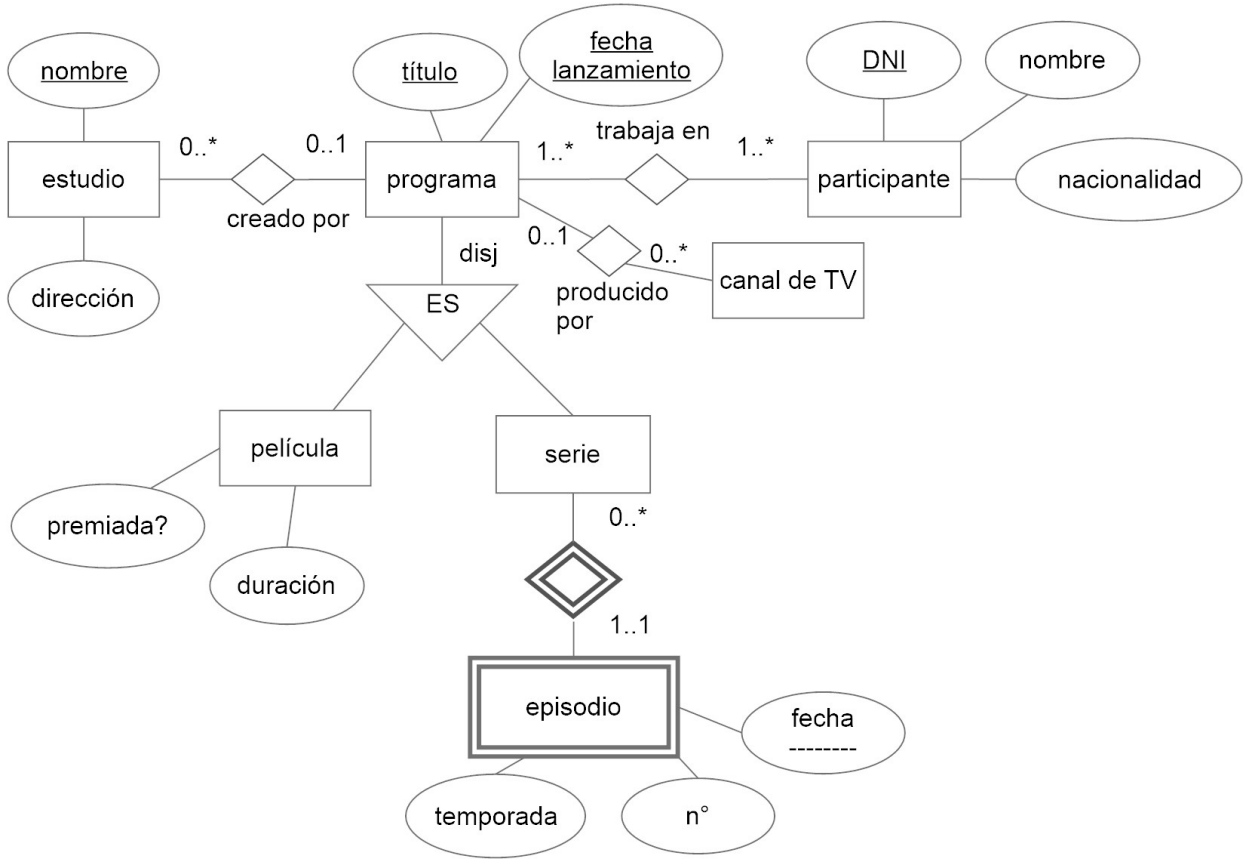 nombre
título
fecha
lanzamiento
DNI
nombre
estudio
0..*
creado por
0..1
programa
1..*
trabaja en
1..*
participante
nacionalidad
dirección
disj
0..1
producido
por
0..*
canal de TV
ES
película
serie
premiada?
duración
0..*
1..1
episodio
fecha
--------
temporada
n°